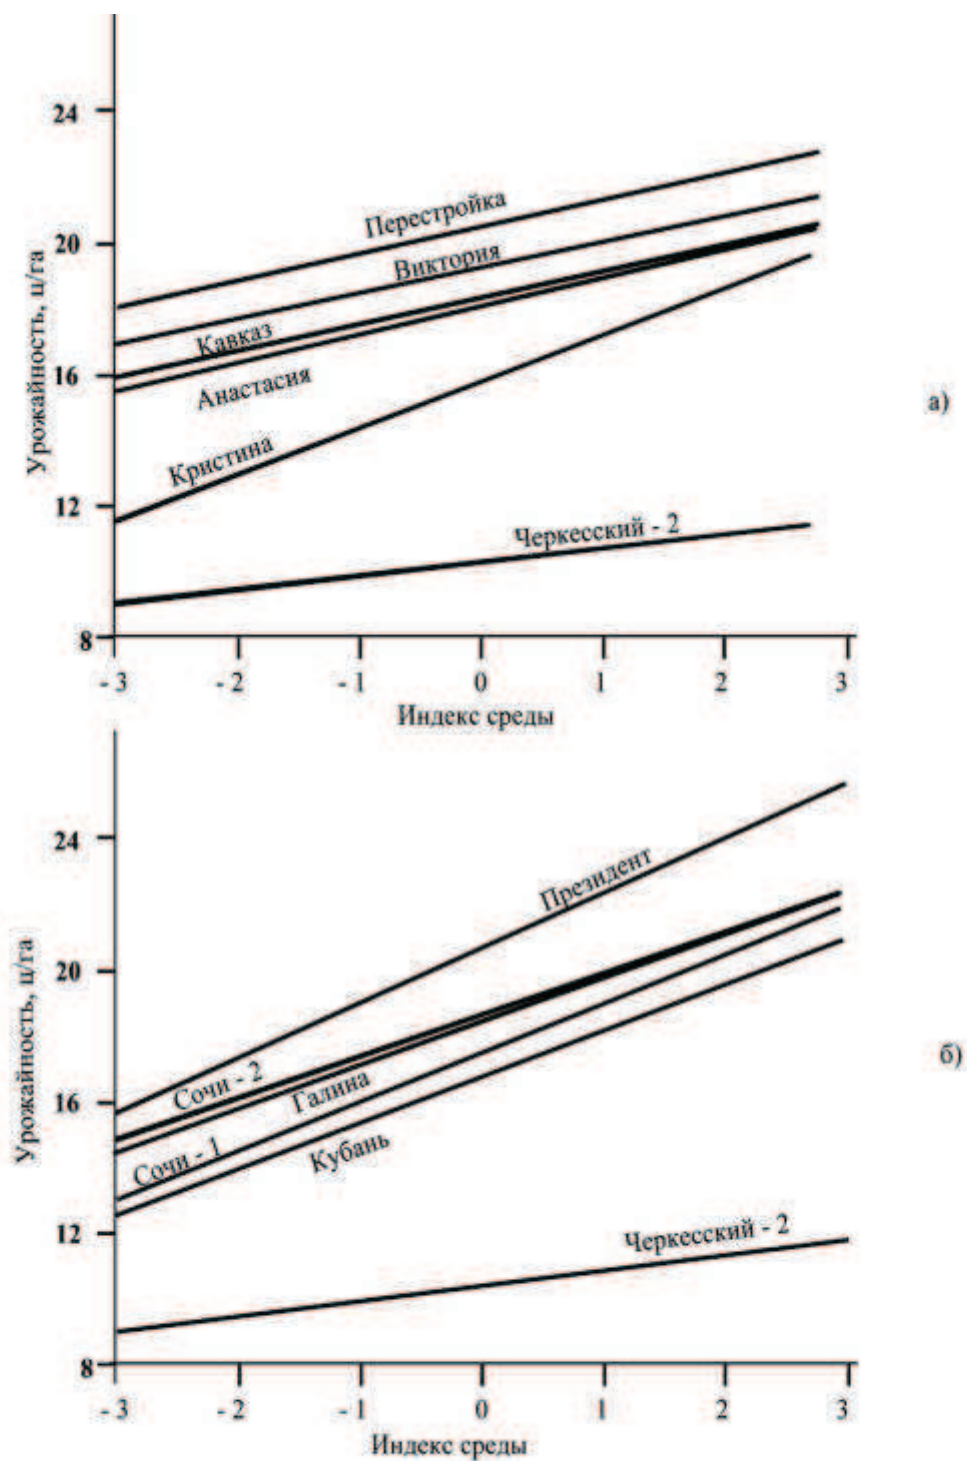 24
20
16
12
8
Урожайность, ц/га
Перестройка
Виктория
Кавказ
Анастасия
Кристина
Черкесский - 2
а)
- 3 - 2 - 1 0 1 2 3
Индекс среды
24
20
16
12
8
Урожайность, ц/га
Президент
Сочи - 2
Галина
Сочи - 1
Кубань
Черкесский - 2
б)
- 3 - 2 - 1 0 1 2 3
Индекс среды